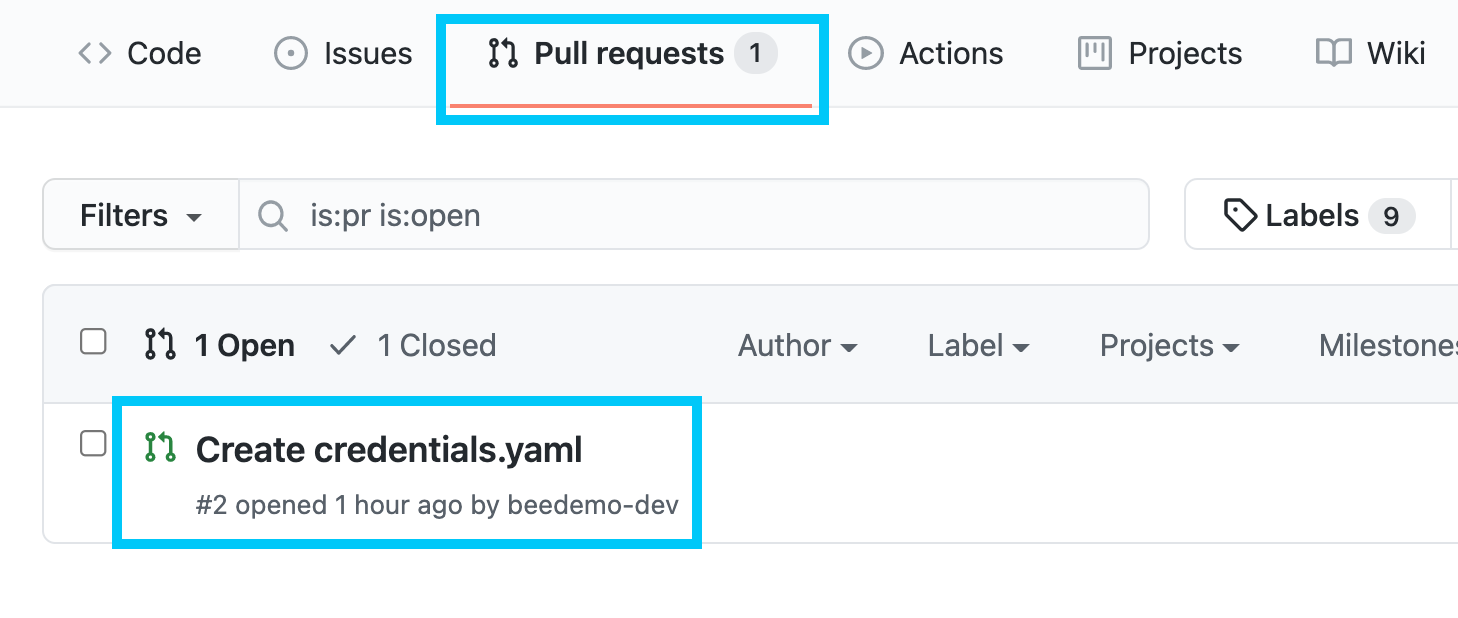 Code Issues Pull requests 1 Actions Projects Wiki
Filters is:pr is:open Labels 9
1 Open 1 Closed Author Label Projects Milestones
Create credentials.yaml
#2 opened 1 hour ago by beedemo-dev